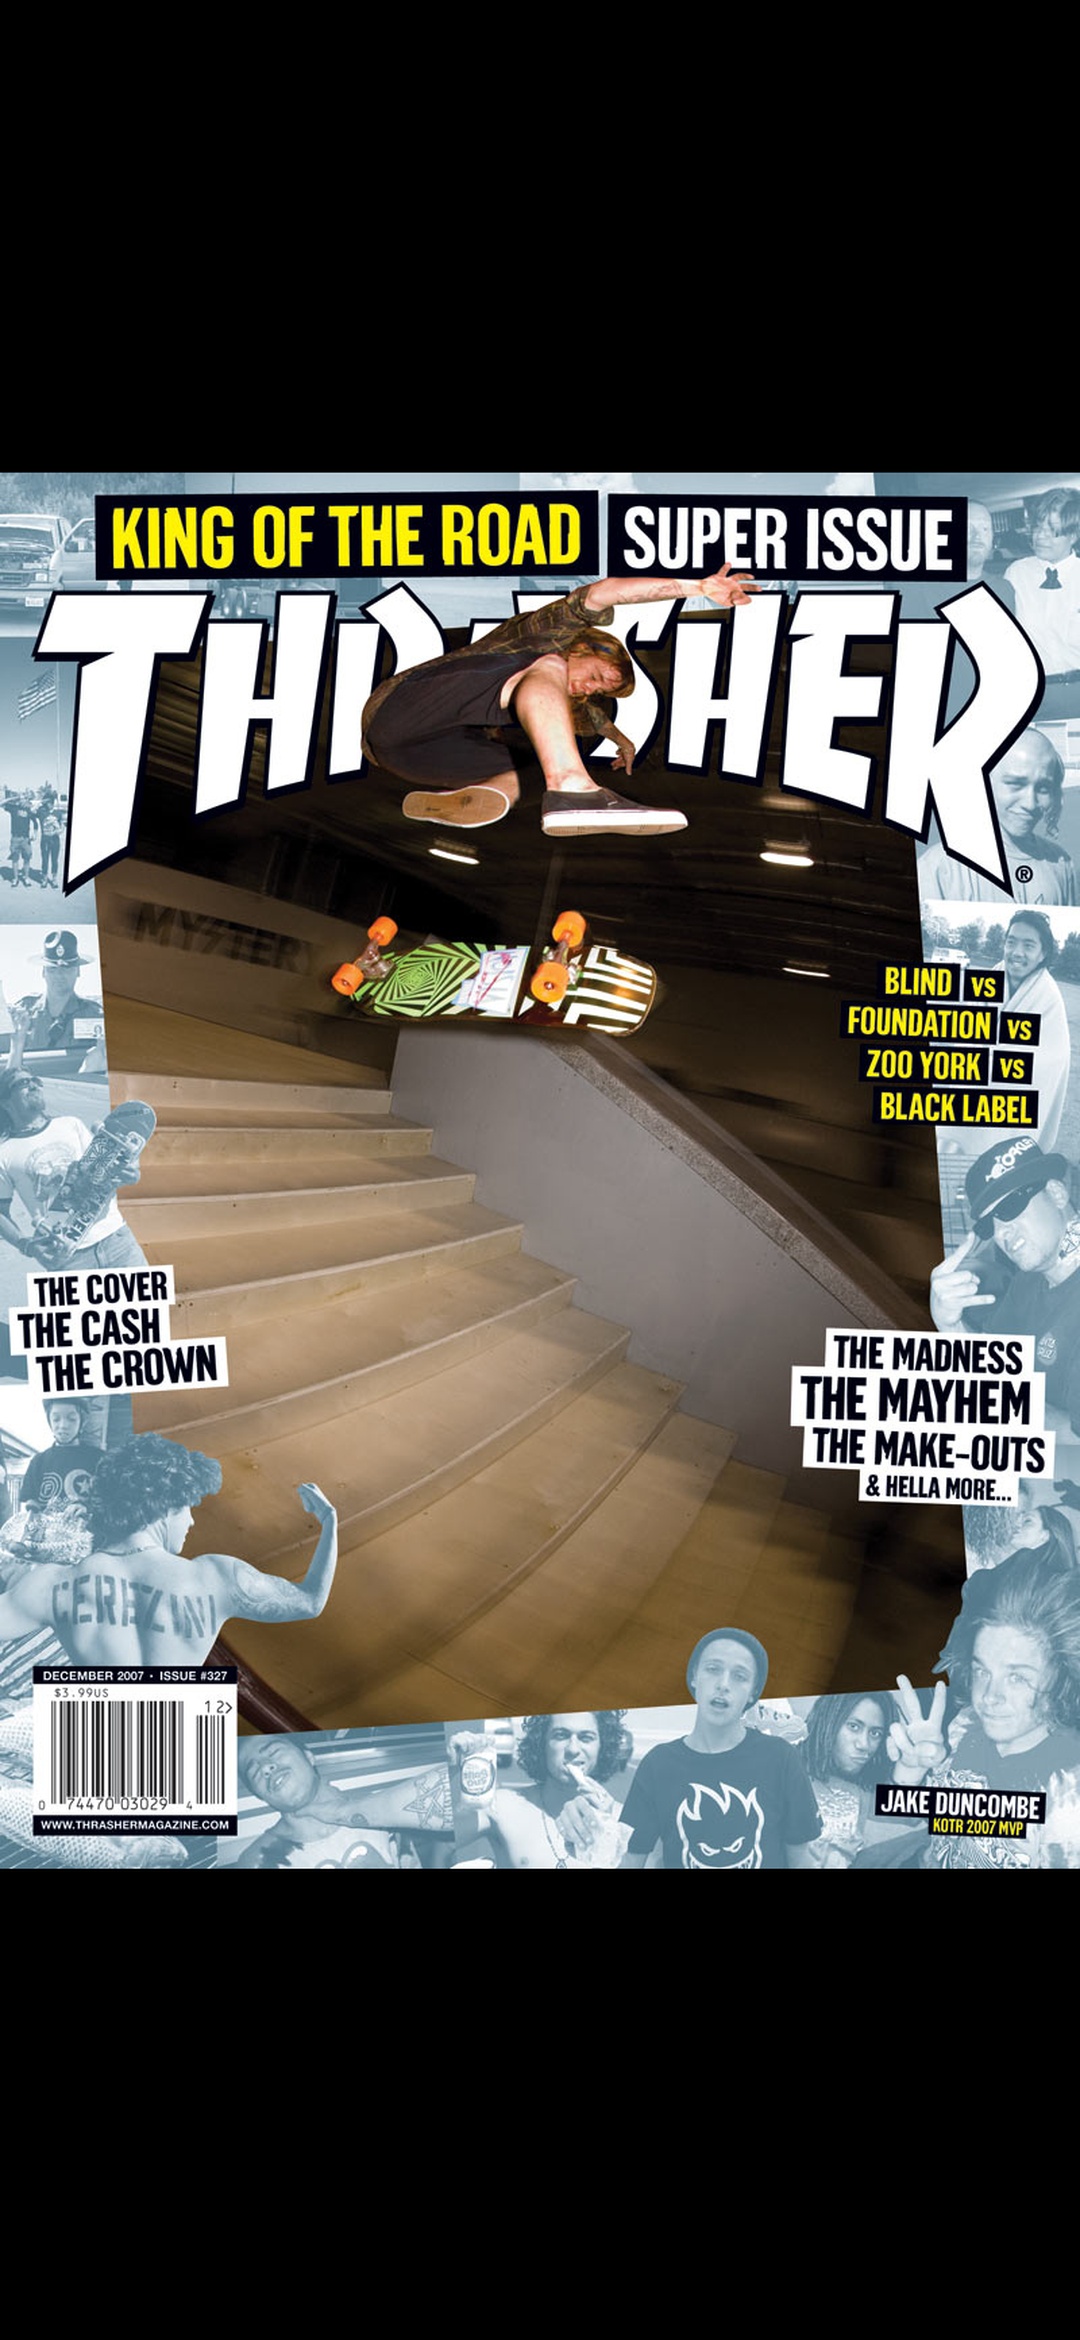 KING OF THE ROAD SUPER ISSUE
THRASHER
®
MYSTERY
BLIND vs
FOUNDATION vs
ZOO YORK vs
BLACK LABEL
THE COVER
THE CASH
THE CROWN
THE MADNESS
THE MAYHEM
THE MAKE-OUTS
& HELLA MORE...
CEREZINI
DECEMBER 2007 • ISSUE #327
$3.99US
12>
0 74470 03029 4
WWW.THRASHERMAGAZINE.COM
JAKE DUNCOMBE
KOTR 2007 MVP